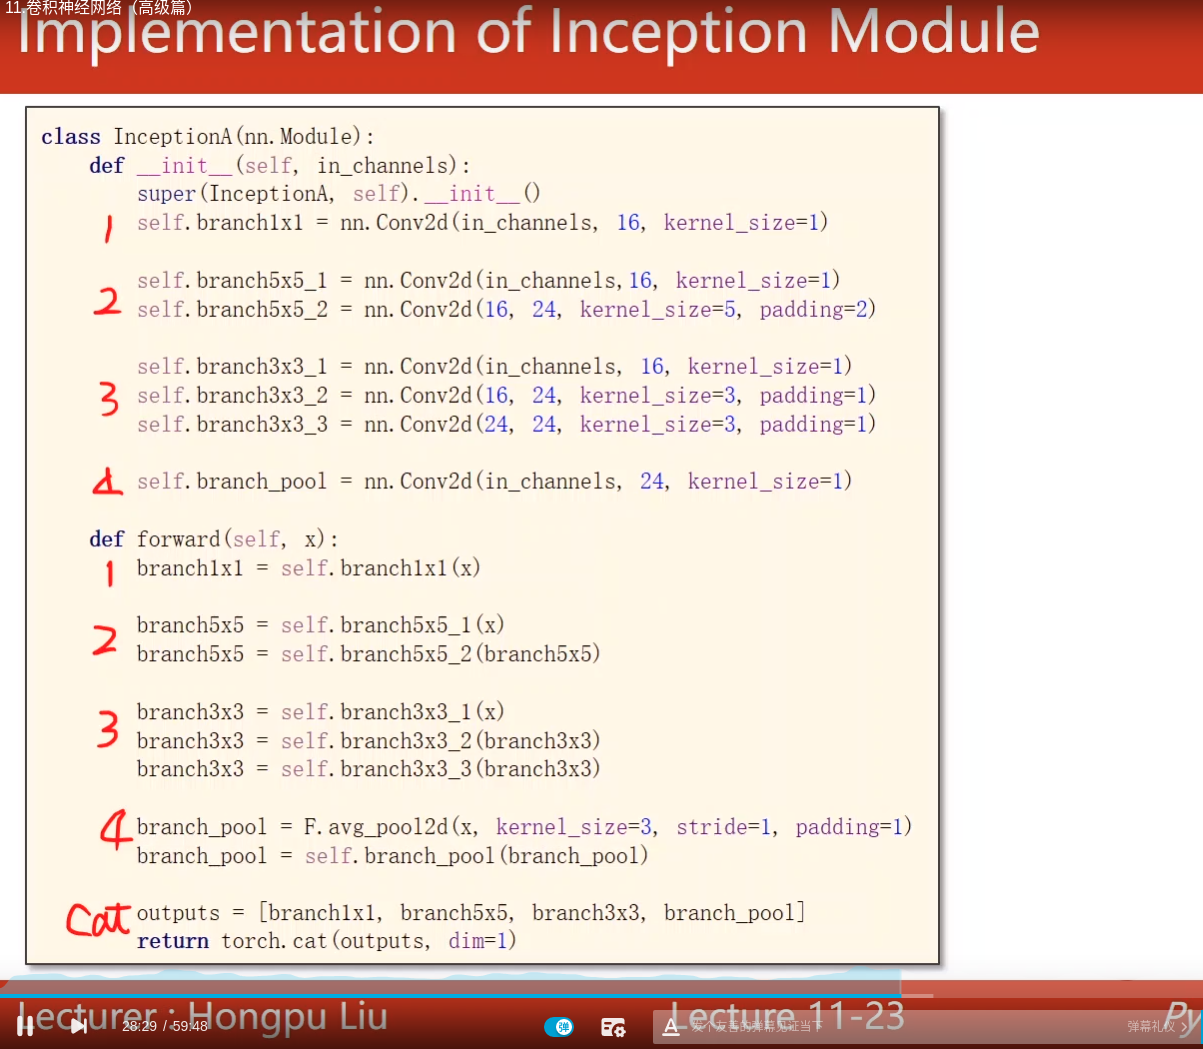 11.卷积神经网络（高级篇）
Implementation of Inception Module
class InceptionA(nn.Module):
def __init__(self, in_channels):
super(InceptionA, self).__init__()
1 self.branch1x1 = nn.Conv2d(in_channels, 16, kernel_size=1)
self.branch5x5_1 = nn.Conv2d(in_channels,16, kernel_size=1)
2 self.branch5x5_2 = nn.Conv2d(16, 24, kernel_size=5, padding=2)
self.branch3x3_1 = nn.Conv2d(in_channels, 16, kernel_size=1)
3 self.branch3x3_2 = nn.Conv2d(16, 24, kernel_size=3, padding=1)
self.branch3x3_3 = nn.Conv2d(24, 24, kernel_size=3, padding=1)
4 self.branch_pool = nn.Conv2d(in_channels, 24, kernel_size=1)
def forward(self, x):
1 branch1x1 = self.branch1x1(x)
branch5x5 = self.branch5x5_1(x)
2 branch5x5 = self.branch5x5_2(branch5x5)
branch3x3 = self.branch3x3_1(x)
3 branch3x3 = self.branch3x3_2(branch3x3)
branch3x3 = self.branch3x3_3(branch3x3)
4 branch_pool = F.avg_pool2d(x, kernel_size=3, stride=1, padding=1)
branch_pool = self.branch_pool(branch_pool)
Cat outputs = [branch1x1, branch5x5, branch3x3, branch_pool]
return torch.cat(outputs, dim=1)
Lecturer : Hongpu Liu Lecture 11-23 Py
28:29 / 59:48 弹 A 发个友善的弹幕见证当下 弹幕礼仪 >